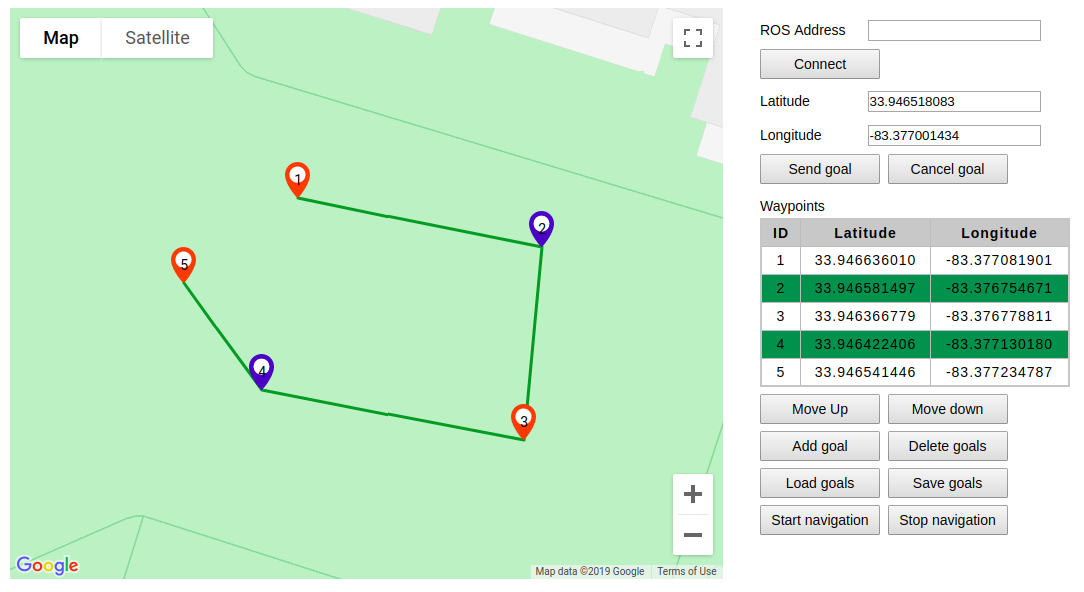 Map Satellite
1
2
5
4
3
Google
Map data ©2019 Google Terms of Use
ROS Address
Connect
Latitude 33.946518083
Longitude -83.377001434
Send goal Cancel goal
Waypoints
ID Latitude Longitude
1 33.946636010 -83.377081901
2 33.946581497 -83.376754671
3 33.946366779 -83.376778811
4 33.946422406 -83.377130180
5 33.946541446 -83.377234787
Move Up Move down
Add goal Delete goals
Load goals Save goals
Start navigation Stop navigation